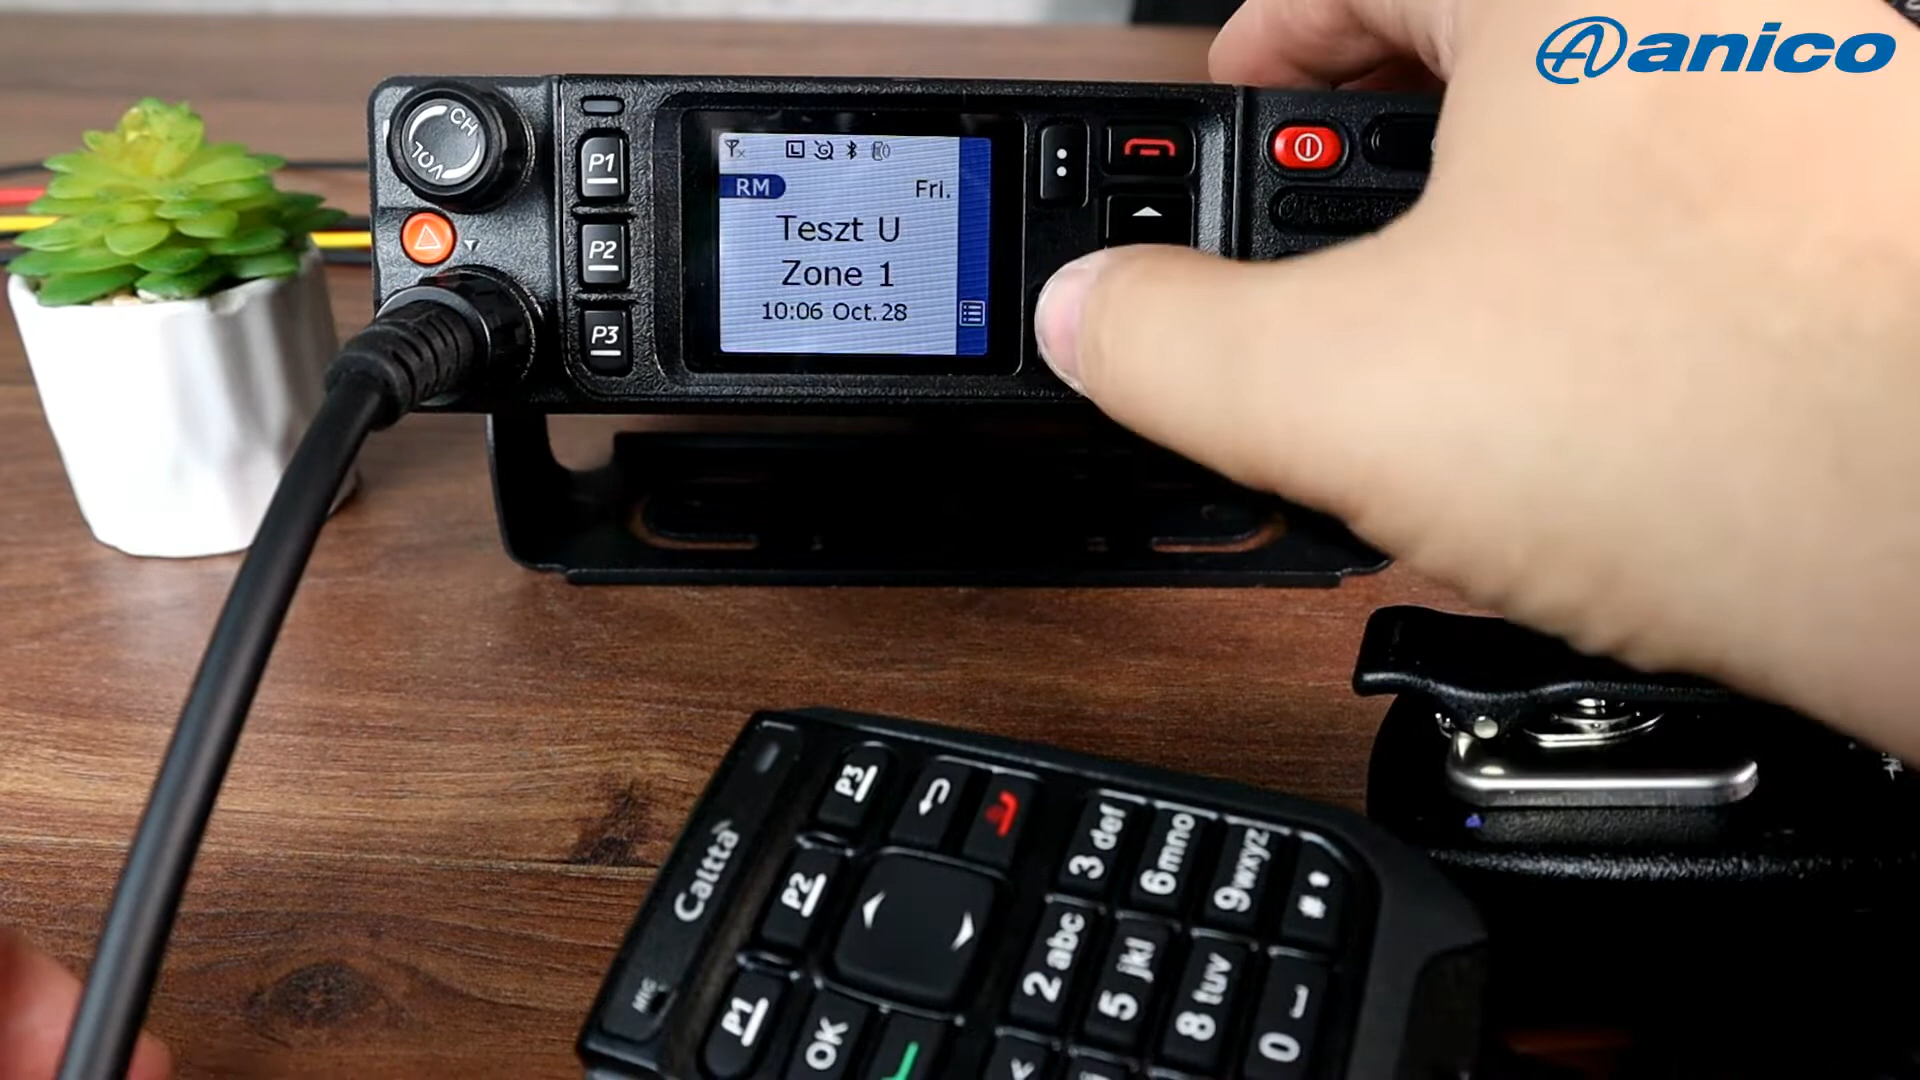 anico
CH
VOL
P1
P2
P3
L
G
RM
Fri.
Teszt U
Zone 1
10:06 Oct.28
Caltta
MIC
P3
P2
P1
OK
3 def
6 mno
9 wxyz
#
2 abc
5 jkl
8 tuv
0